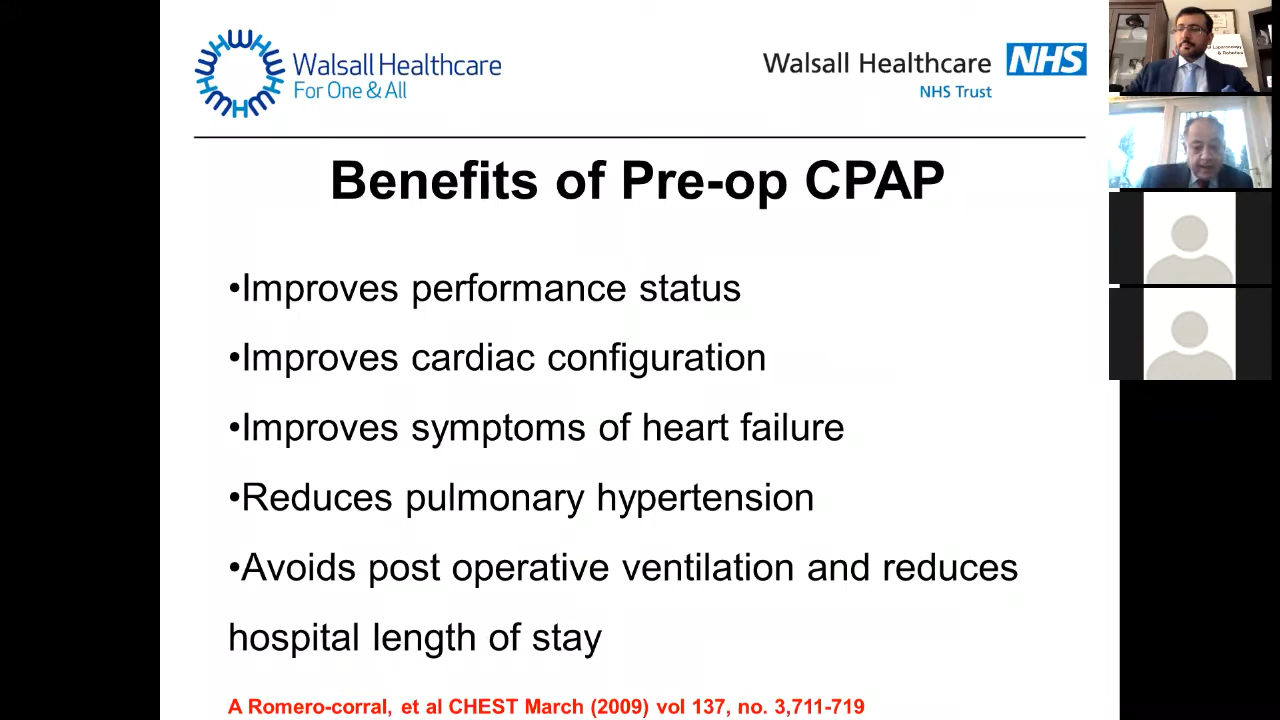 Walsall Healthcare
For One & All
Walsall Healthcare NHS
NHS Trust
Benefits of Pre-op CPAP
•Improves performance status
•Improves cardiac configuration
•Improves symptoms of heart failure
•Reduces pulmonary hypertension
•Avoids post operative ventilation and reduces
hospital length of stay
A Romero-corral, et al CHEST March (2009) vol 137, no. 3,711-719
Laparoscopy
& Robotics